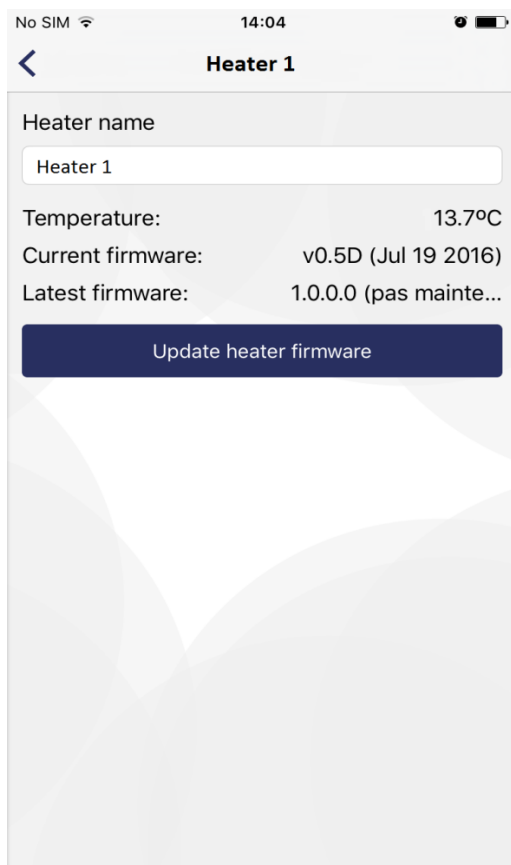 No SIM 14:04
Heater 1
Heater name
Heater 1
Temperature: 13.7ºC
Current firmware: v0.5D (Jul 19 2016)
Latest firmware: 1.0.0.0 (pas mainte...
Update heater firmware